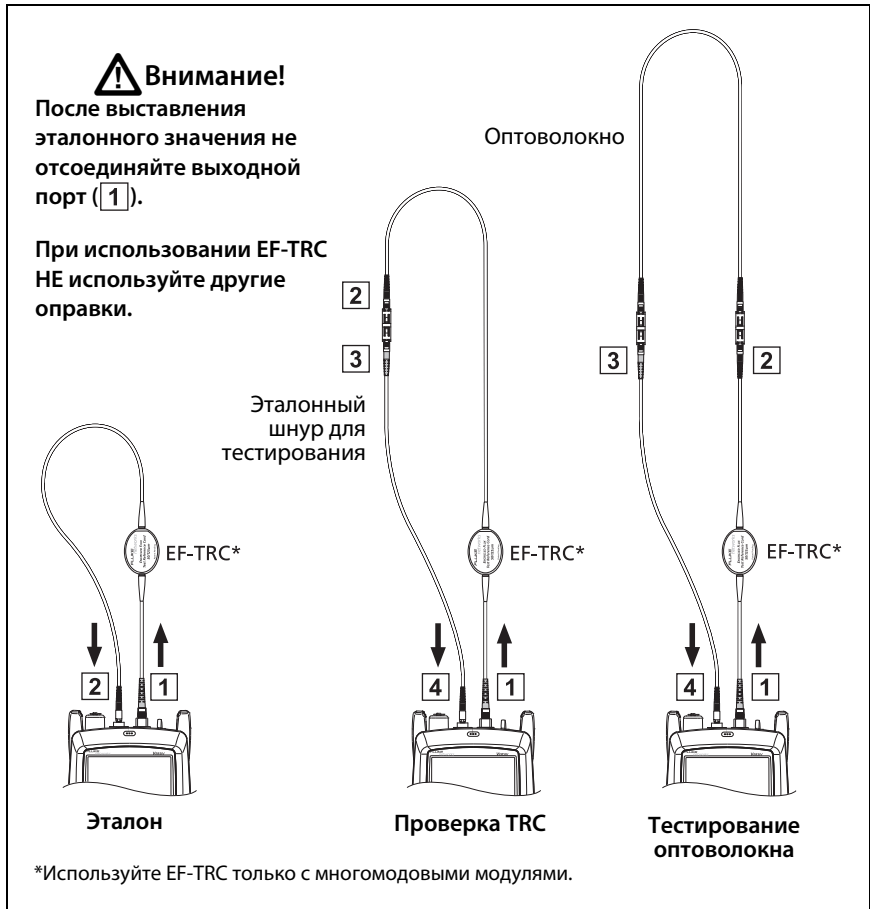 Внимание!
После выставления
эталонного значения не
отсоединяйте выходной
порт (1).
При использовании EF-TRC
НЕ используйте другие
оправки.
Оптоволокно
2
3
3
2
Эталонный
шнур для
тестирования
EF-TRC*
EF-TRC*
EF-TRC*
2
1
4
1
4
1
Эталон
Проверка TRC
Тестирование
оптоволокна
*Используйте EF-TRC только с многомодовыми модулями.